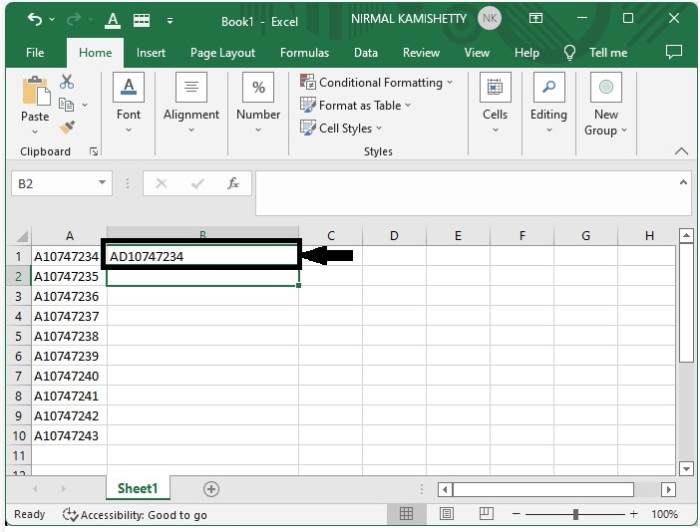 Book1 - Excel NIRMAL KAMISHETTY NK
File Home Insert Page Layout Formulas Data Review View Help Tell me
Paste
Clipboard
A
Font
Alignment
%
Number
Conditional Formatting
Format as Table
Cell Styles
Styles
Cells
Editing
New
Group
B2 fx
A B C D E F G H
1 A10747234 AD10747234
2 A10747235
3 A10747236
4 A10747237
5 A10747238
6 A10747239
7 A10747240
8 A10747241
9 A10747242
10 A10747243
11
12
Sheet1
Ready Accessibility: Good to go 100%